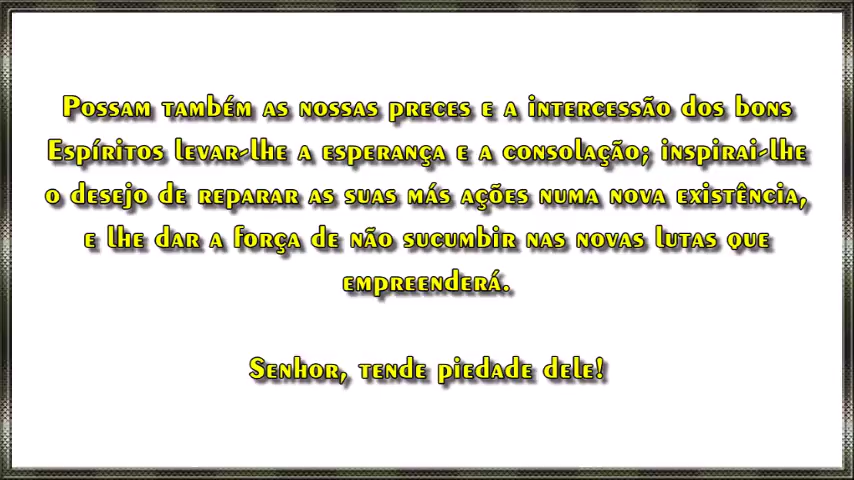 Possam também as nossas preces e a intercessão dos bons
Espíritos levar-lhe a esperança e a consolação; inspirai-lhe
o desejo de reparar as suas más ações numa nova existência,
e lhe dar a força de não sucumbir nas novas lutas que
empreenderá.
Senhor, tende piedade dele!